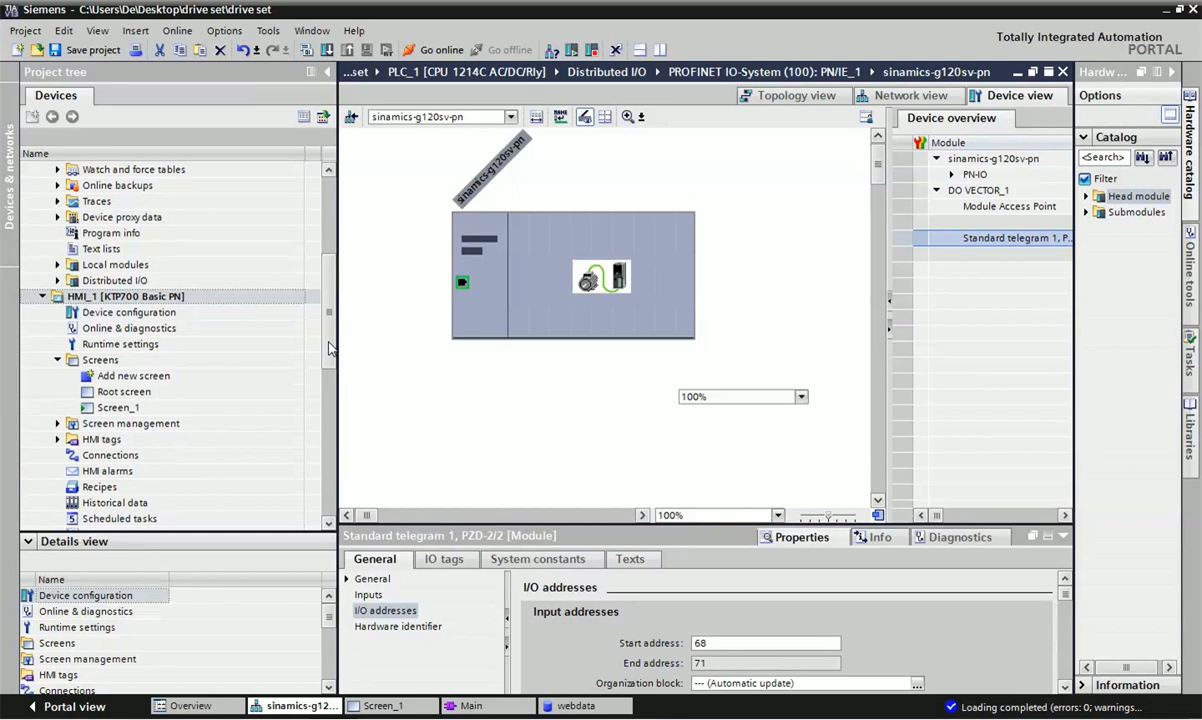 Siemens - C:\Users\De\Desktop\drive set\drive set
Project Edit View Insert Online Options Tools Window Help
Totally Integrated Automation
PORTAL
Save project Go online Go offline
Project tree
...set PLC_1 [CPU 1214C AC/DC/Rly] Distributed I/O PROFINET IO-System (100): PN/IE_1 sinamics-g120sv-pn
Hardw...
Devices
Topology view Network view Device view
Options
sinamics-g120sv-pn
Device overview
Name
Watch and force tables
Online backups
Traces
Device proxy data
Program info
Text lists
Local modules
Distributed I/O
HMI_1 [KTP700 Basic PN]
Device configuration
Online & diagnostics
Runtime settings
Screens
Add new screen
Root screen
Screen_1
Screen management
HMI tags
Connections
HMI alarms
Recipes
Historical data
Scheduled tasks
Devices & networks
sinamics-g120sv-pn
100%
100%
Module
sinamics-g120sv-pn
PN-IO
DO VECTOR_1
Module Access Point
Standard telegram 1, P...
Catalog
<Search>
Filter
Head module
Submodules
Information
Hardware catalog
Online tools
Tasks
Libraries
Details view
Name
Device configuration
Online & diagnostics
Runtime settings
Screens
Screen management
HMI tags
Connections
Standard telegram 1, PZD-2/2 [Module]
Properties Info Diagnostics
General IO tags System constants Texts
General
Inputs
I/O addresses
Hardware identifier
I/O addresses
Input addresses
Start address: 68
End address: 71
Organization block: --- (Automatic update) ...
Portal view Overview sinamics-g12... Screen_1 Main webdata
Loading completed (errors: 0; warnings...